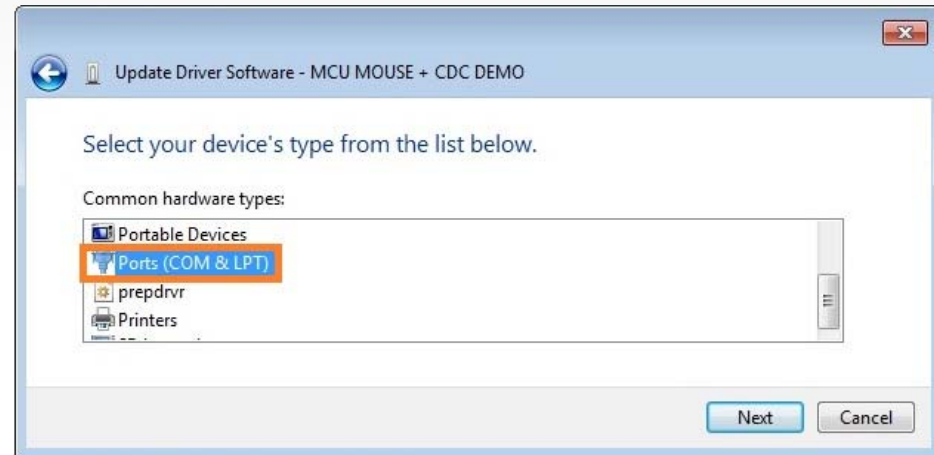 Update Driver Software - MCU MOUSE + CDC DEMO
Select your device's type from the list below.
Common hardware types:
Portable Devices
Ports (COM & LPT)
prepdrvr
Printers
Next Cancel